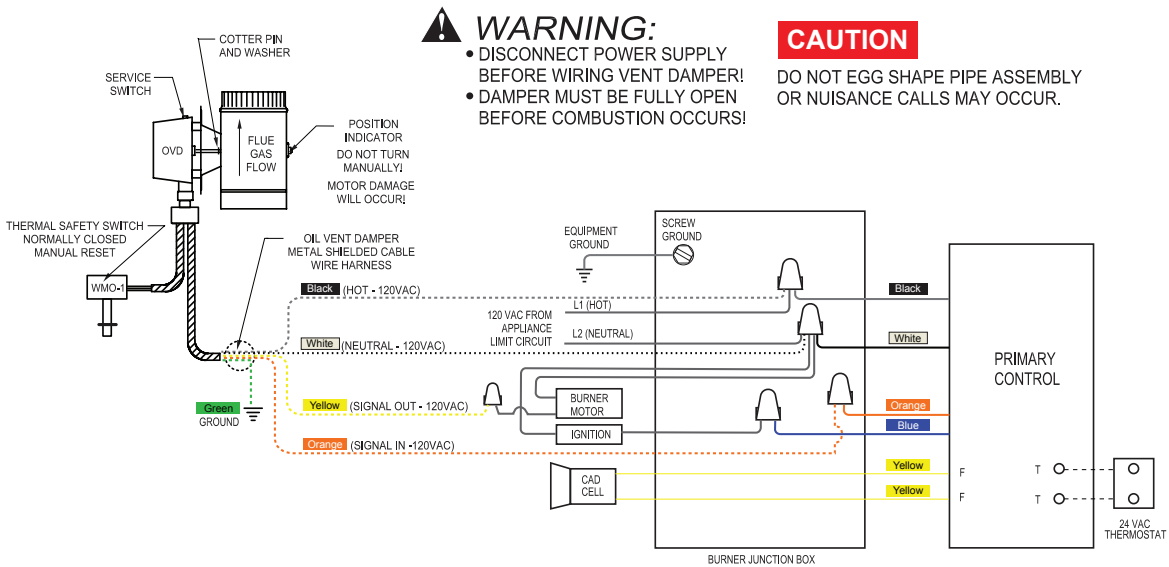 WARNING:
• DISCONNECT POWER SUPPLY
BEFORE WIRING VENT DAMPER!
• DAMPER MUST BE FULLY OPEN
BEFORE COMBUSTION OCCURS!
CAUTION
DO NOT EGG SHAPE PIPE ASSEMBLY
OR NUISANCE CALLS MAY OCCUR.
COTTER PIN
AND WASHER
SERVICE
SWITCH
OVD
FLUE
GAS
FLOW
POSITION
INDICATOR
DO NOT TURN
MANUALLY!
MOTOR DAMAGE
WILL OCCUR!
THERMAL SAFETY SWITCH
NORMALLY CLOSED
MANUAL RESET
WMO-1
OIL VENT DAMPER
METAL SHIELDED CABLE
WIRE HARNESS
Black (HOT - 120VAC)
White (NEUTRAL - 120VAC)
Green
GROUND
Yellow (SIGNAL OUT - 120VAC)
Orange (SIGNAL IN -120VAC)
EQUIPMENT
GROUND
SCREW
GROUND
120 VAC FROM
APPLIANCE
LIMIT CIRCUIT
L1 (HOT)
L2 (NEUTRAL)
BURNER
MOTOR
IGNITION
CAD
CELL
BURNER JUNCTION BOX
Black
White
Orange
Blue
Yellow
Yellow
PRIMARY
CONTROL
F
F
T
T
24 VAC
THERMOSTAT